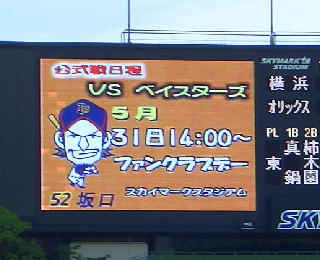 公式戦日程
VS ベイスターズ
5月
31日14:00～
ファンクラブデー
スカイマークスタジアム
52 坂口
SKYMARK
STADIUM
横浜
オリックス
PL 1B 2B
真柿
東木
鍋園
SK